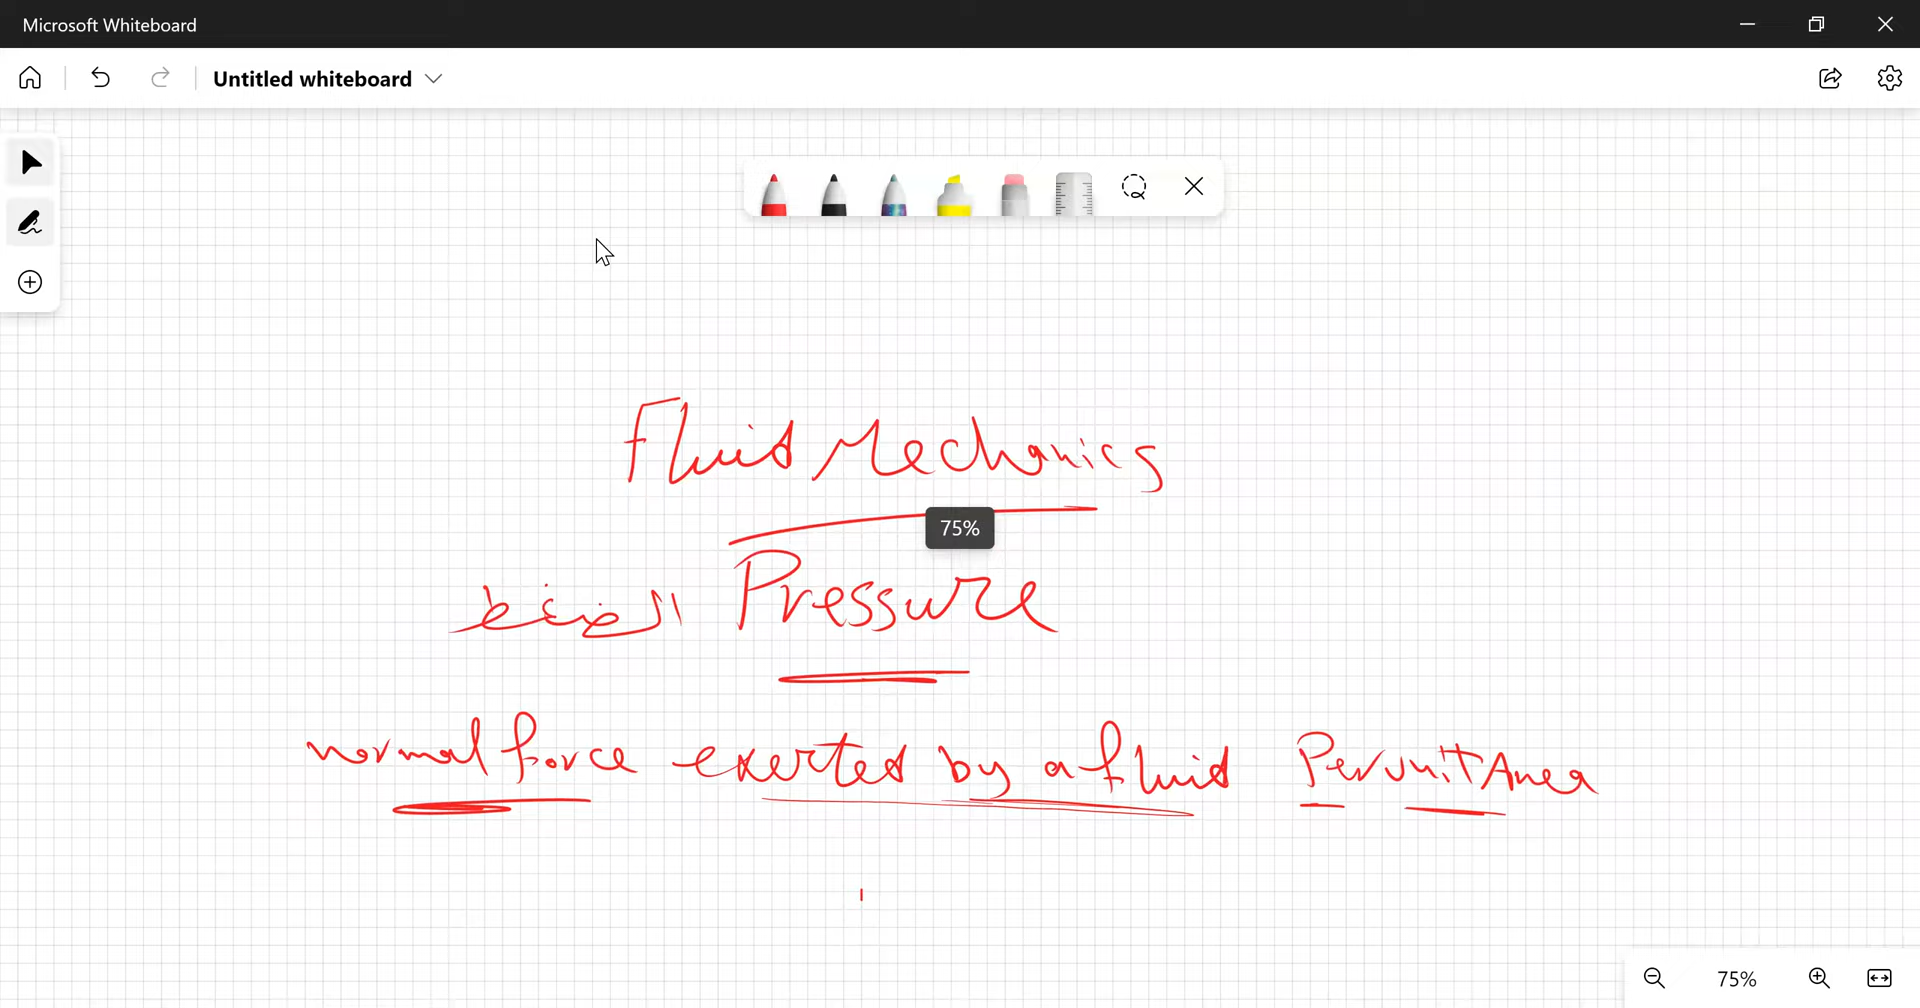 Microsoft Whiteboard
Untitled whiteboard
Fluid Mechanics
75%
Pressure الضغط
normal force exerted by a fluid Per unit Area
75%